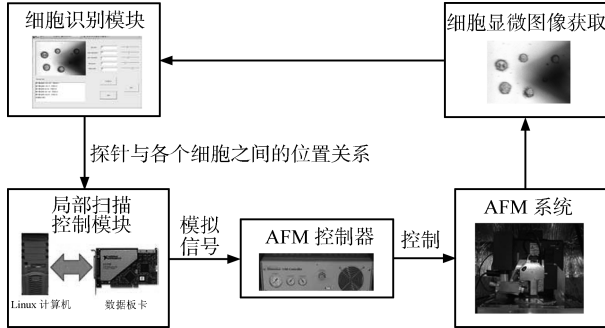 细胞识别模块
细胞显微图像获取
探针与各个细胞之间的位置关系
局部扫描
控制模块
Linux 计算机
数据板卡
模拟
信号
AFM 控制器
控制
AFM 系统